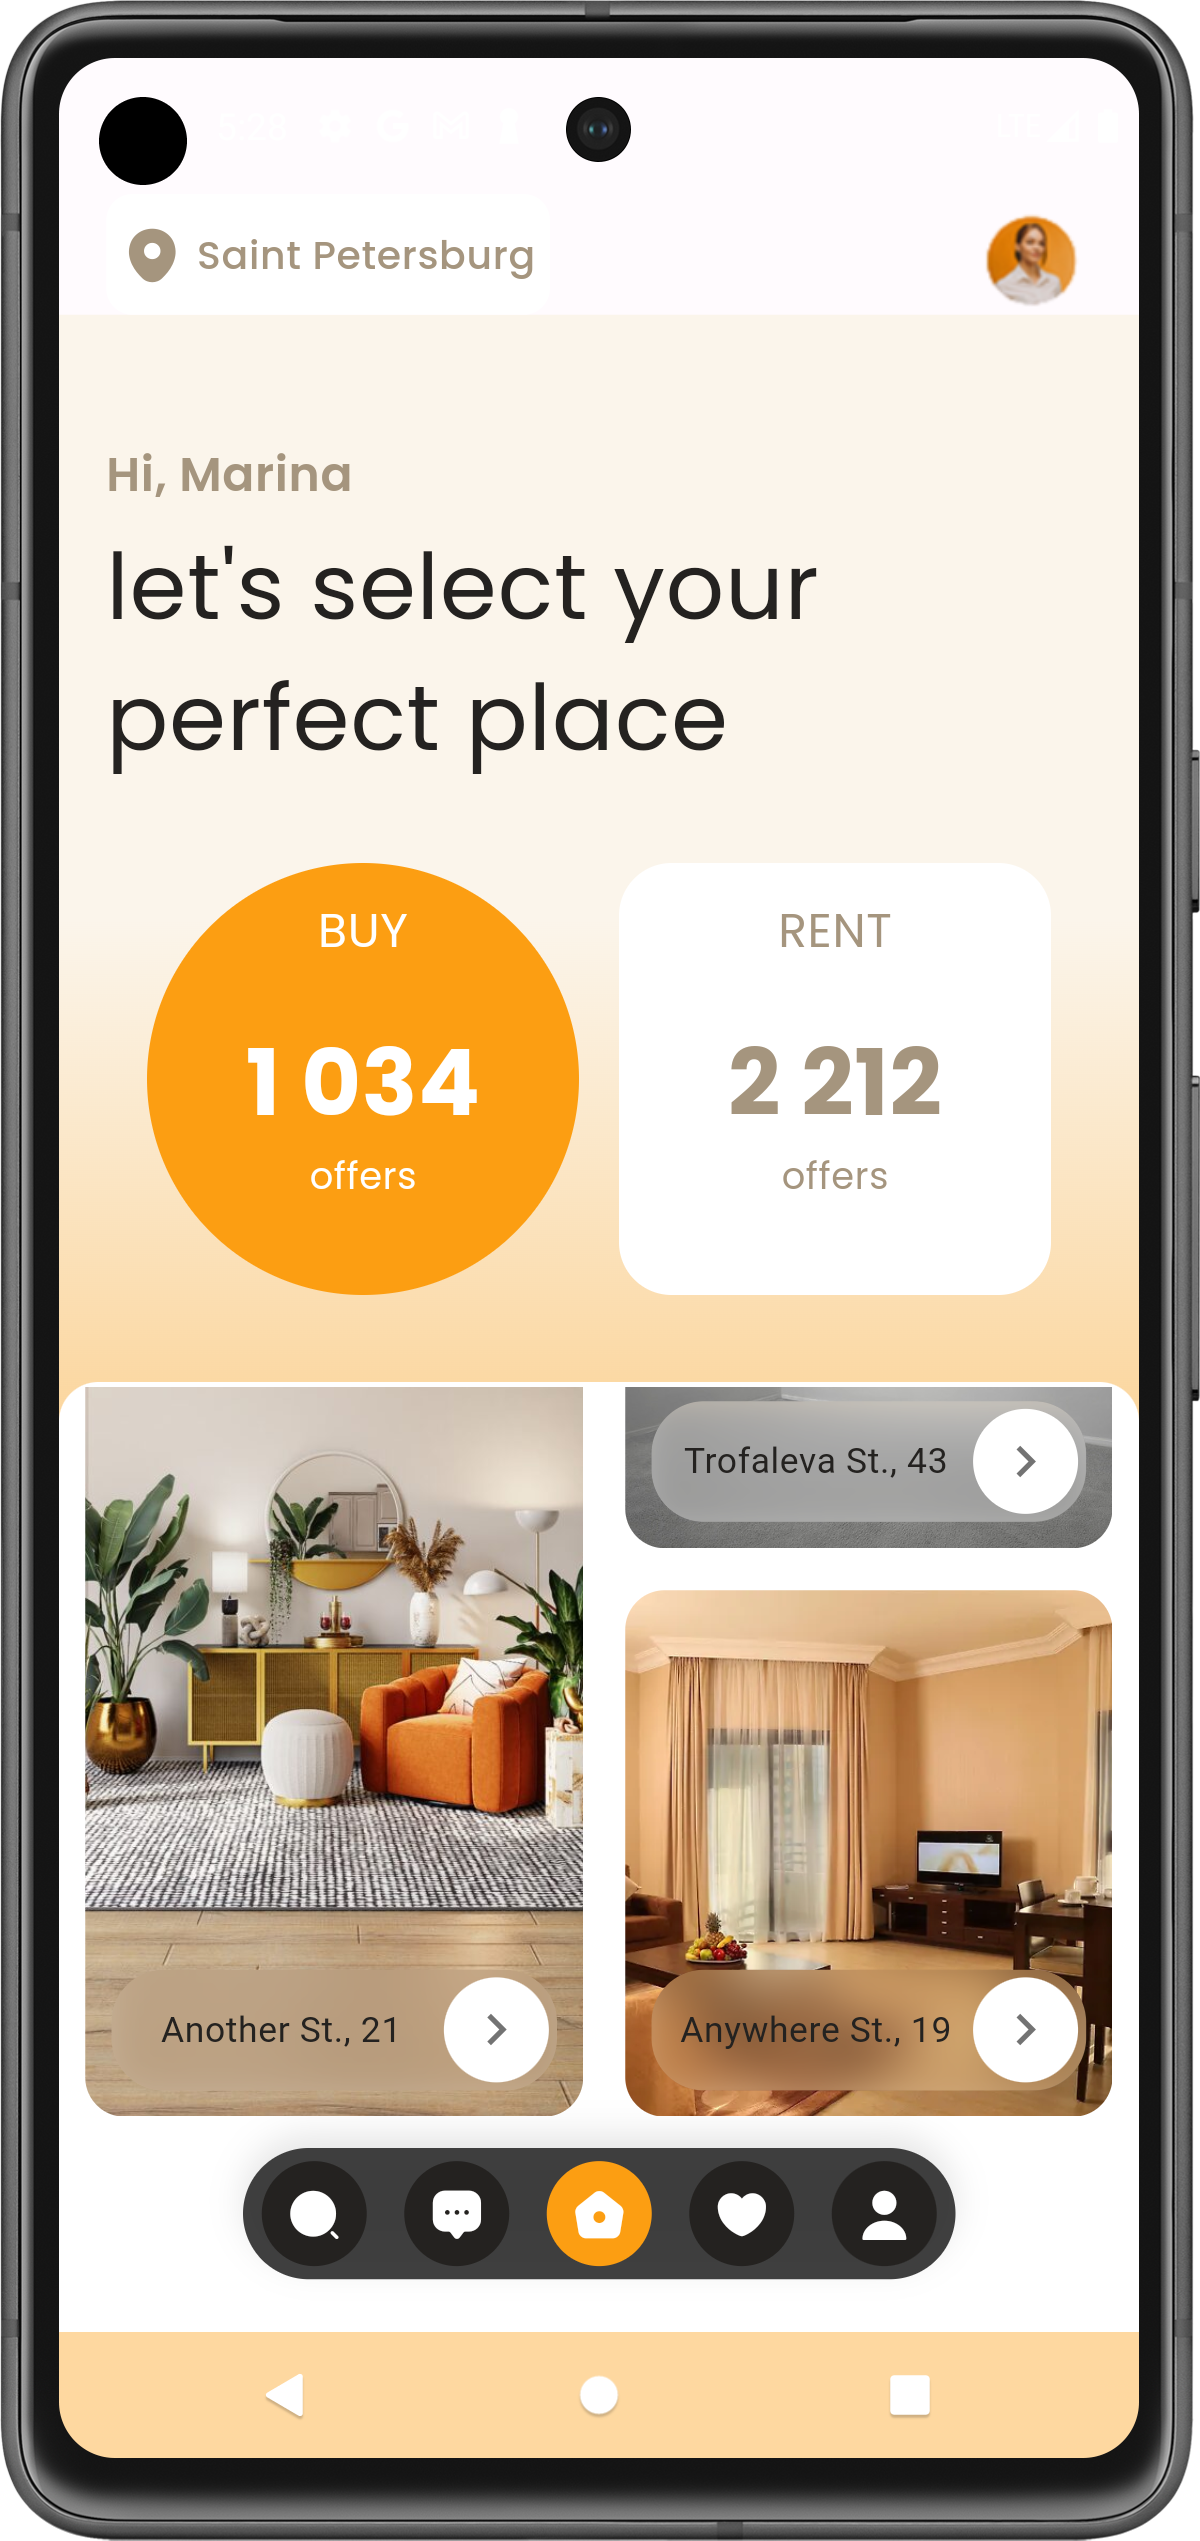 Saint Petersburg
Hi, Marina
let's select your
perfect place
BUY
1 034
offers
RENT
2 212
offers
Trofaleva St., 43
Another St., 21
Anywhere St., 19